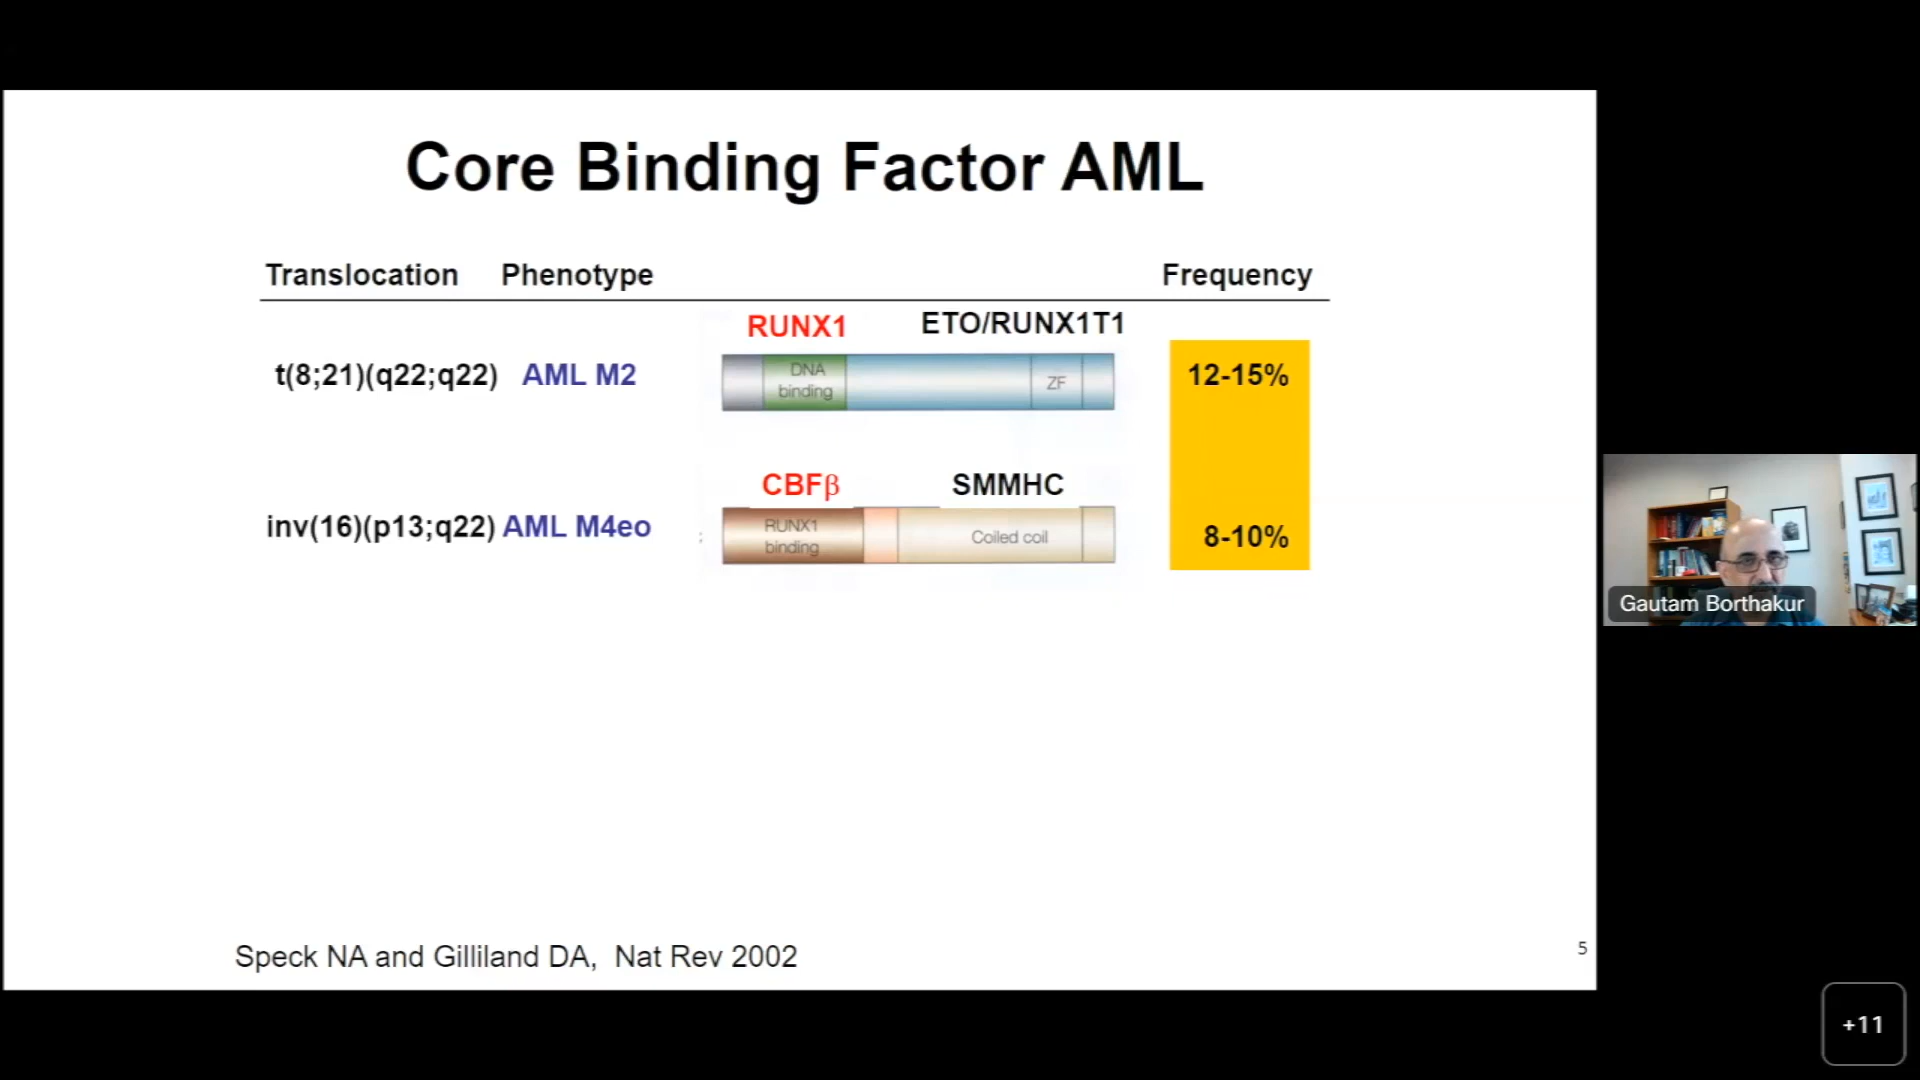 Core Binding Factor AML
Translocation Phenotype Frequency
RUNX1 ETO/RUNX1T1
t(8;21)(q22;q22) AML M2 DNA binding ZF 12-15%
CBFβ SMMHC
inv(16)(p13;q22) AML M4eo RUNX1 binding Coiled coil 8-10%
Gautam Borthakur
Speck NA and Gilliland DA, Nat Rev 2002
5
+11